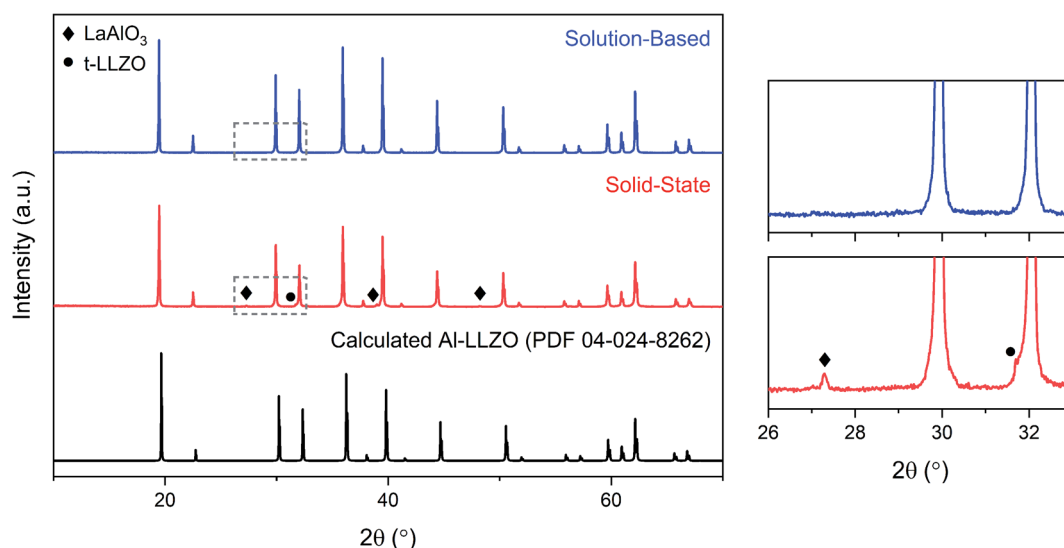 LaAlO₃
t-LLZO
Solution-Based
Solid-State
Calculated Al-LLZO (PDF 04-024-8262)
Intensity (a.u.)
20 40 60
2θ (°)
26 28 30 32
2θ (°)